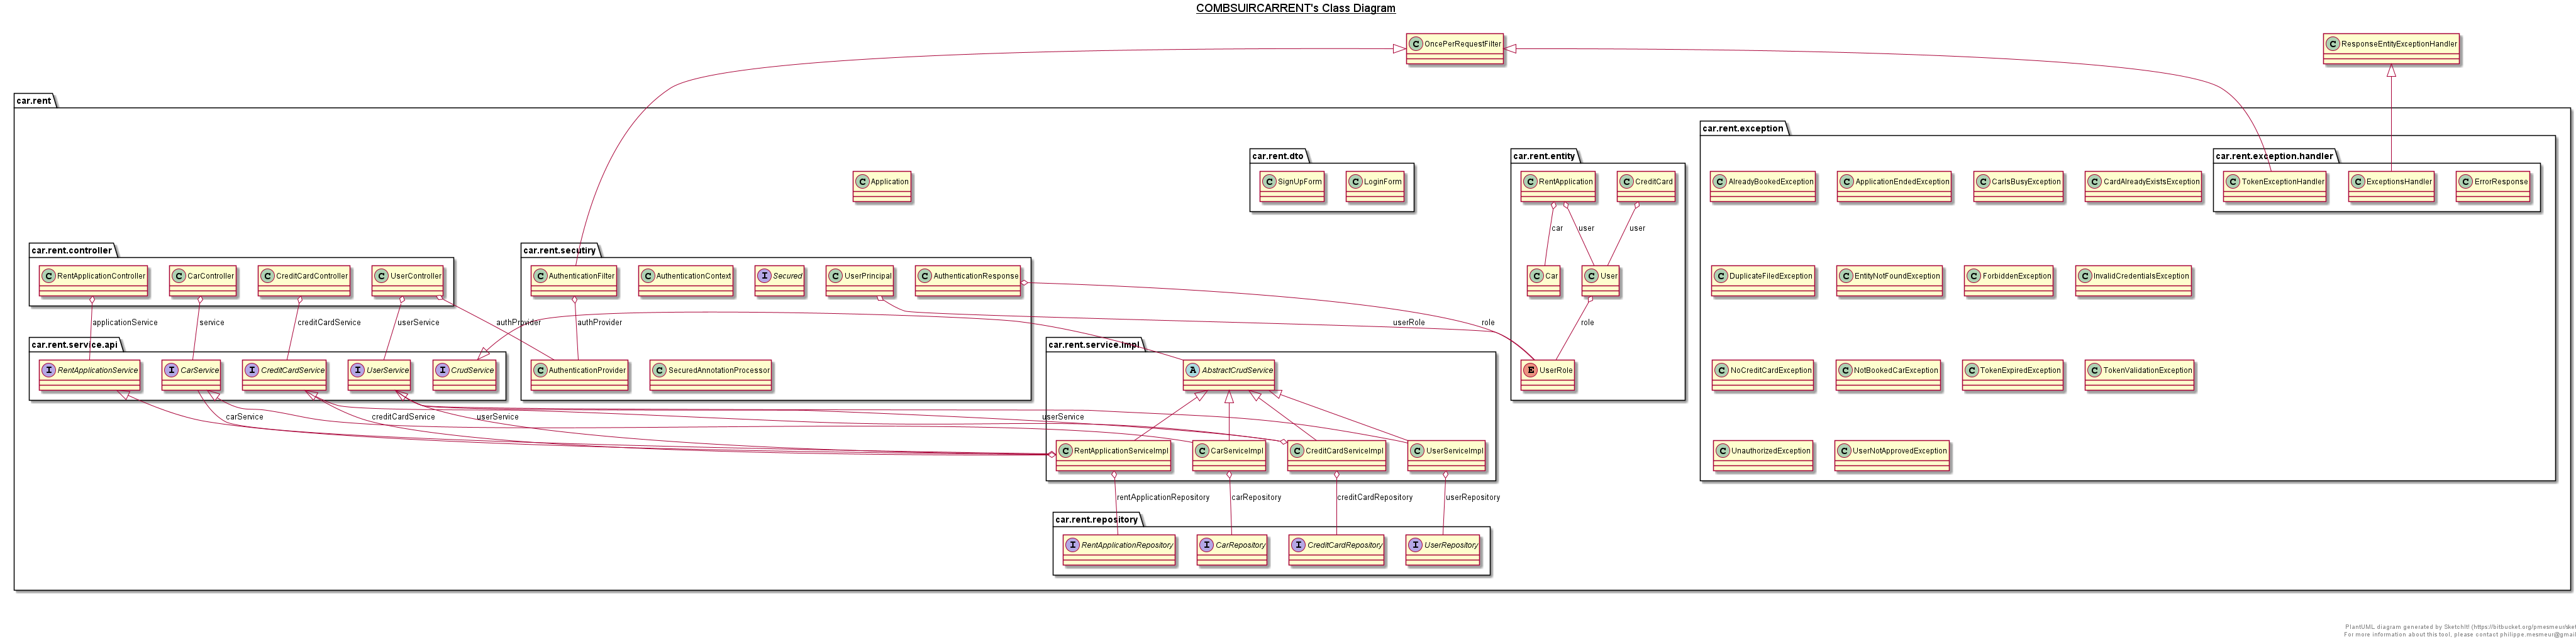 COMBSUIRCARRENT's Class Diagram
OncePerRequestFilter
ResponseEntityExceptionHandler
car.rent
car.rent.exception
car.rent.dto
car.rent.entity
car.rent.exception.handler
Application
SignUpForm
LoginForm
RentApplication
CreditCard
AlreadyBookedException
ApplicationEndedException
CarIsBusyException
CardAlreadyExistsException
TokenExceptionHandler
ExceptionsHandler
ErrorResponse
car
user
user
car.rent.controller
car.rent.secutiry
RentApplicationController
CarController
CreditCardController
UserController
AuthenticationFilter
AuthenticationContext
Secured
UserPrincipal
AuthenticationResponse
Car
User
DuplicateFiledException
EntityNotFoundException
ForbiddenException
InvalidCredentialsException
applicationService
service
creditCardService
userService
authProvider
authProvider
userRole
role
role
car.rent.service.api
car.rent.service.impl
RentApplicationService
CarService
CreditCardService
UserService
CrudService
AuthenticationProvider
SecuredAnnotationProcessor
AbstractCrudService
UserRole
NoCreditCardException
NotBookedCarException
TokenExpiredException
TokenValidationException
carService
creditCardService
userService
userService
RentApplicationServiceImpl
CarServiceImpl
CreditCardServiceImpl
UserServiceImpl
UnauthorizedException
UserNotApprovedException
rentApplicationRepository
carRepository
creditCardRepository
userRepository
car.rent.repository
RentApplicationRepository
CarRepository
CreditCardRepository
UserRepository
PlantUML diagram generated by SketchIt! (https://bitbucket.org/pmesmeur/sket
For more information about this tool, please contact philippe.mesmeur@gmai